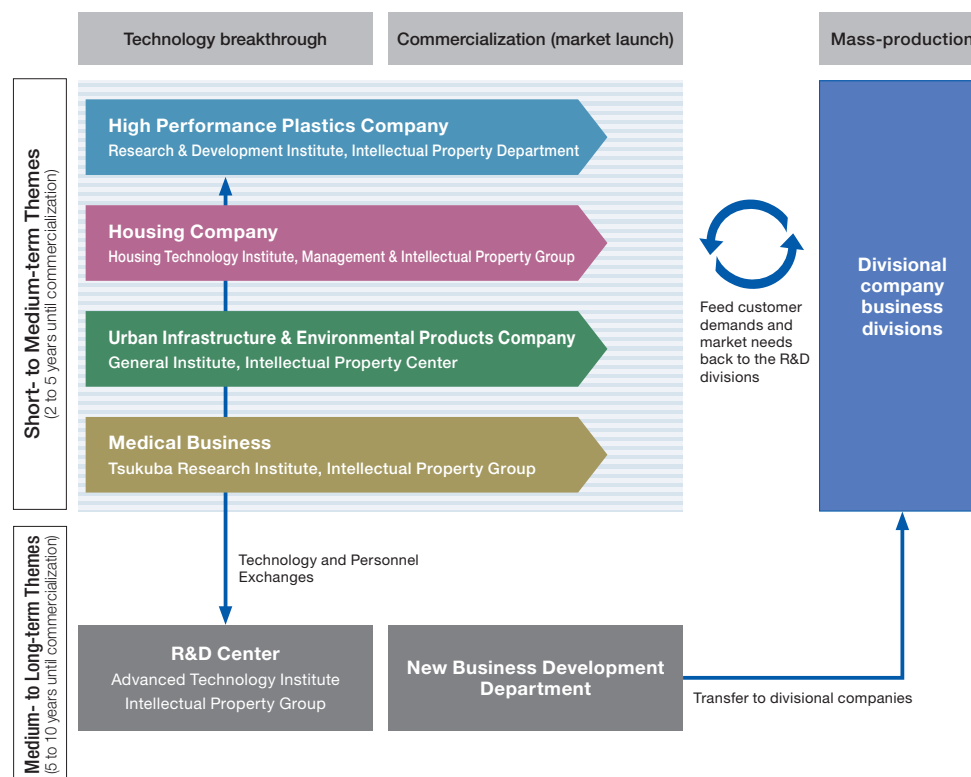 Technology breakthrough
Commercialization (market launch)
Mass-production
Short- to Medium-term Themes
(2 to 5 years until commercialization)
High Performance Plastics Company
Research & Development Institute, Intellectual Property Department
Housing Company
Housing Technology Institute, Management & Intellectual Property Group
Urban Infrastructure & Environmental Products Company
General Institute, Intellectual Property Center
Medical Business
Tsukuba Research Institute, Intellectual Property Group
Feed customer
demands and
market needs
back to the R&D
divisions
Divisional
company
business
divisions
Medium- to Long-term Themes
(5 to 10 years until commercialization)
Technology and Personnel
Exchanges
R&D Center
Advanced Technology Institute
Intellectual Property Group
New Business Development
Department
Transfer to divisional companies